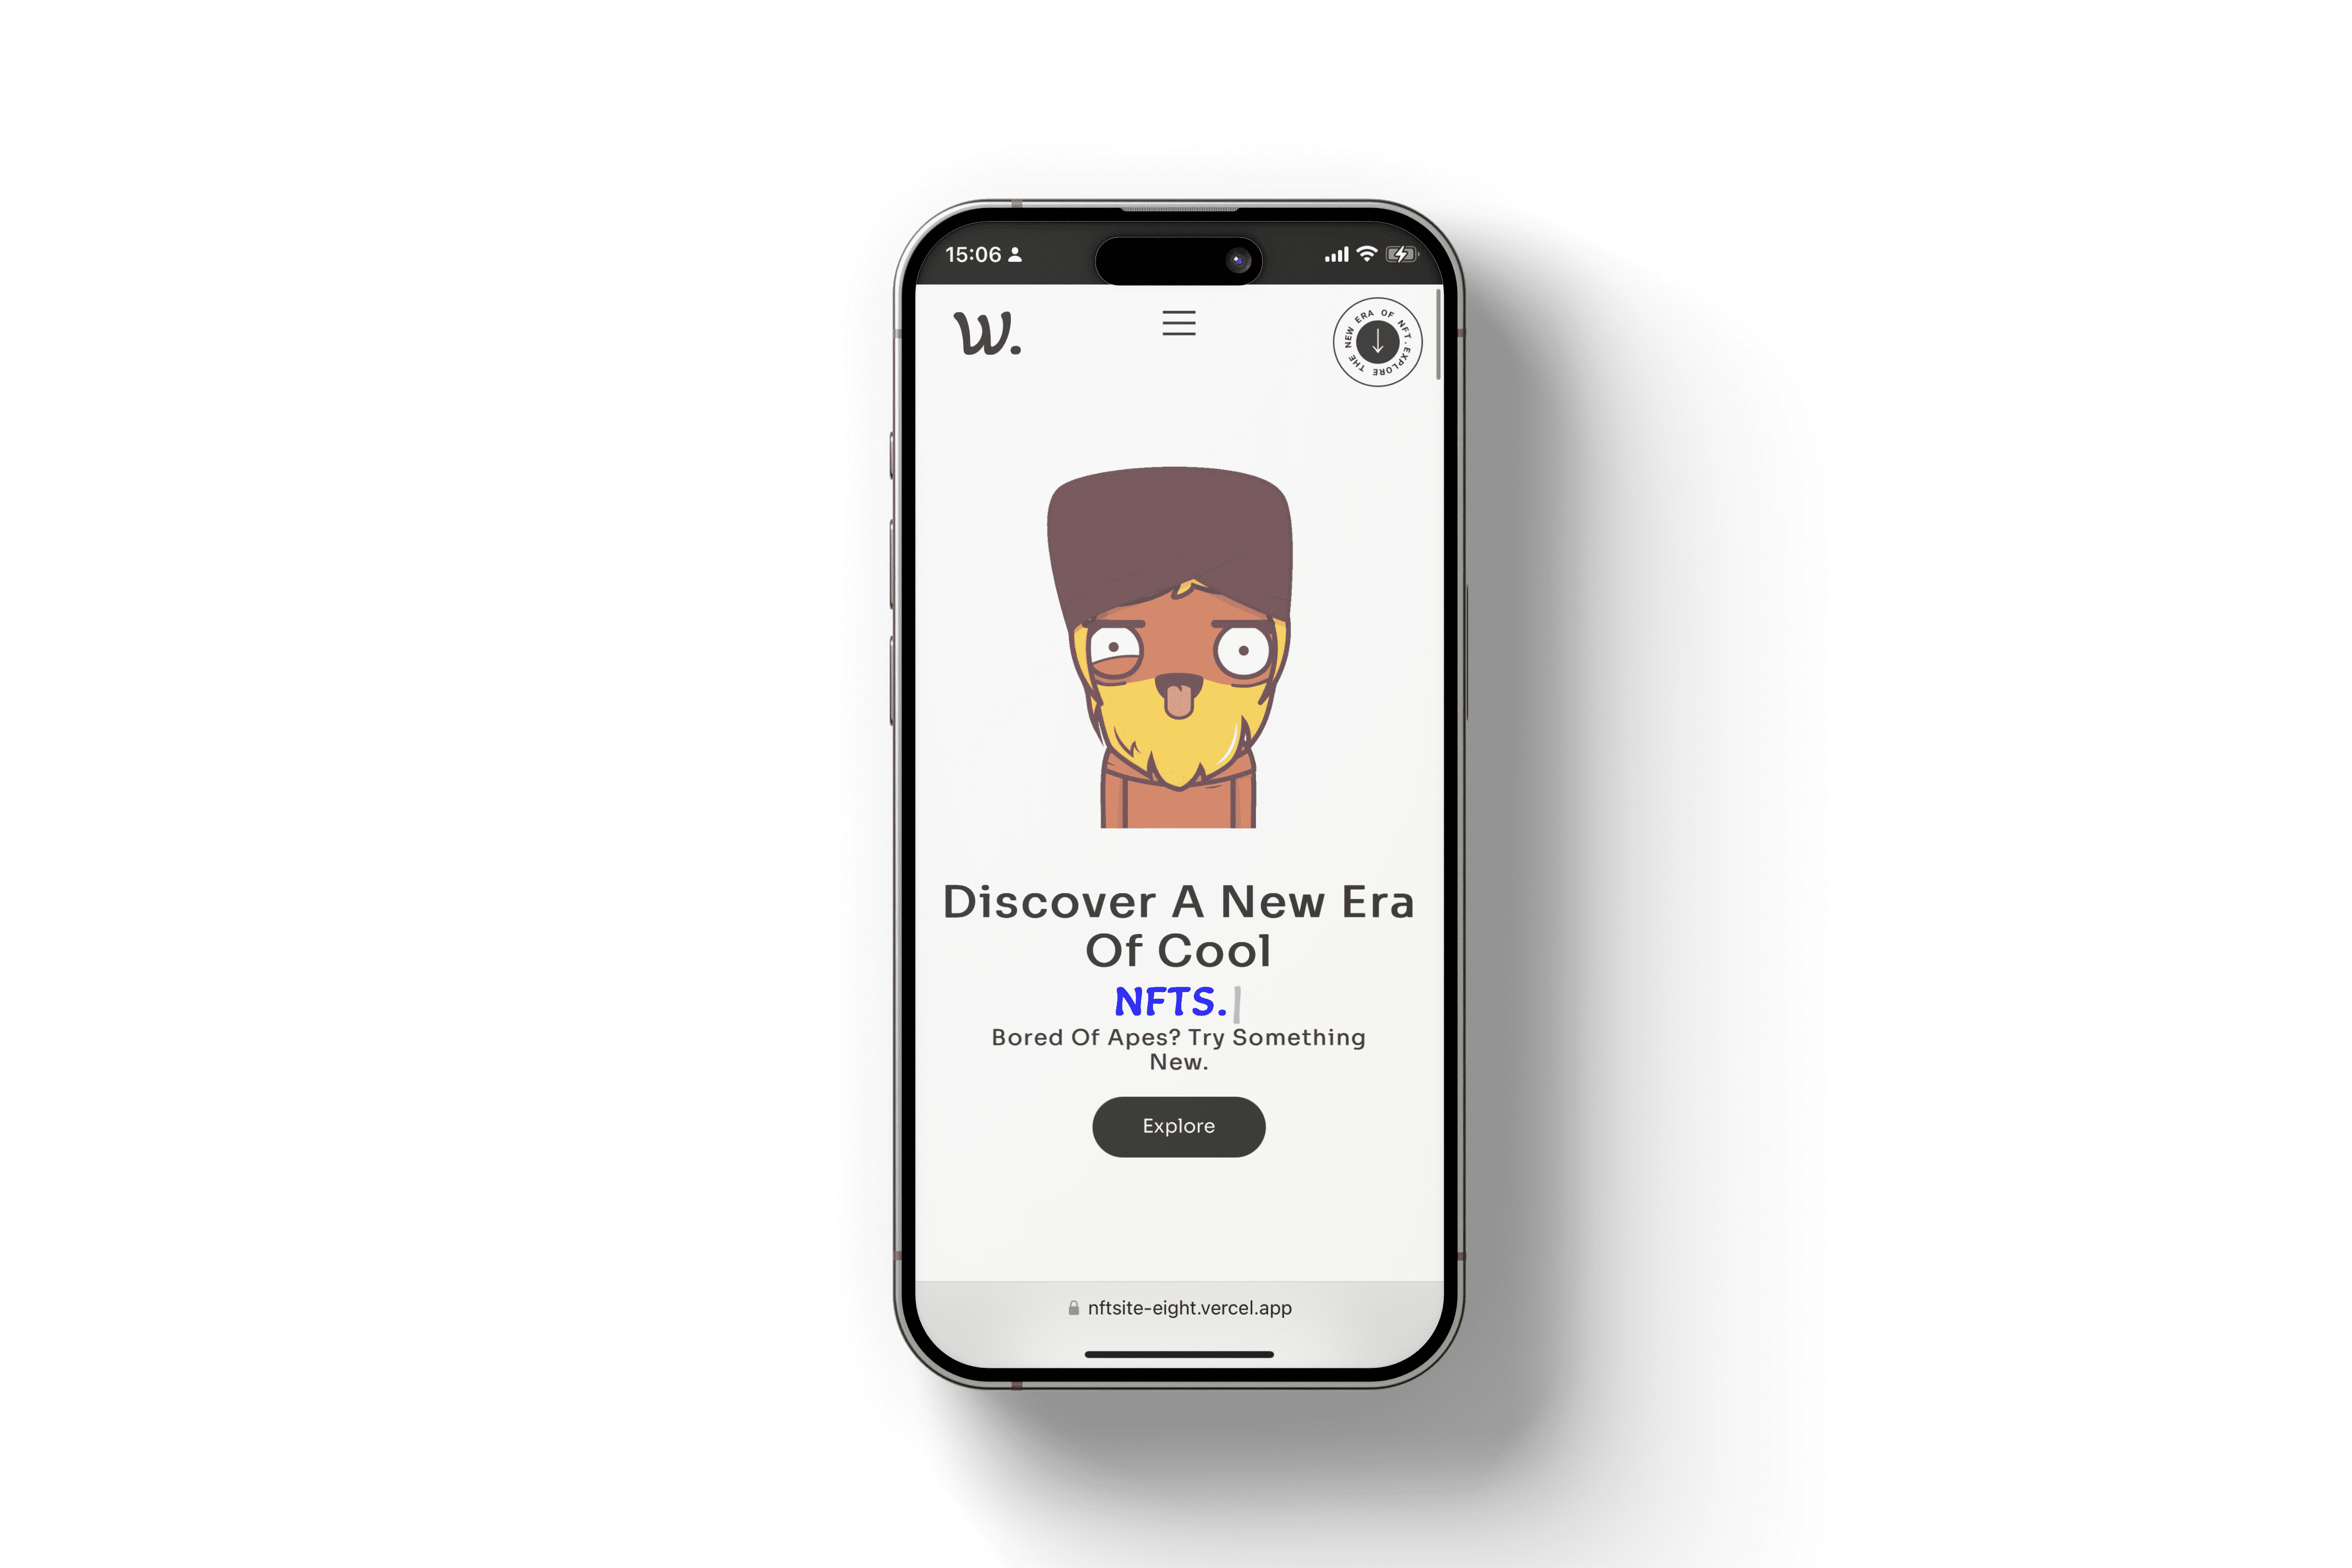 15:06
W.
EXPLORE THE NEW ERA OF NFT.
Discover A New Era
Of Cool
NFTS.
Bored Of Apes? Try Something
New.
Explore
nftsite-eight.vercel.app